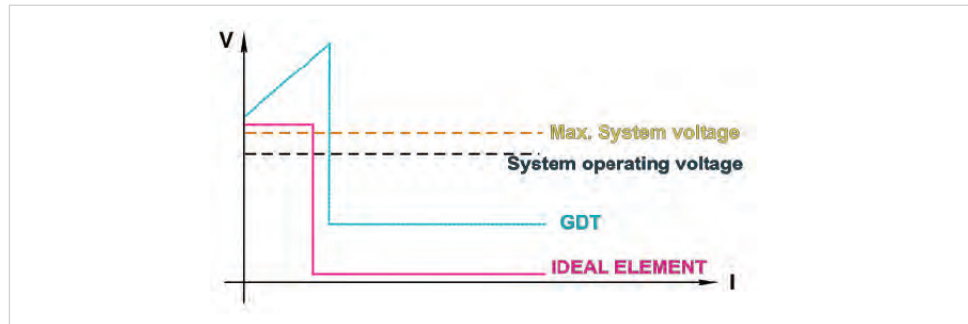 V
Max. System voltage
System operating voltage
GDT
IDEAL ELEMENT
I